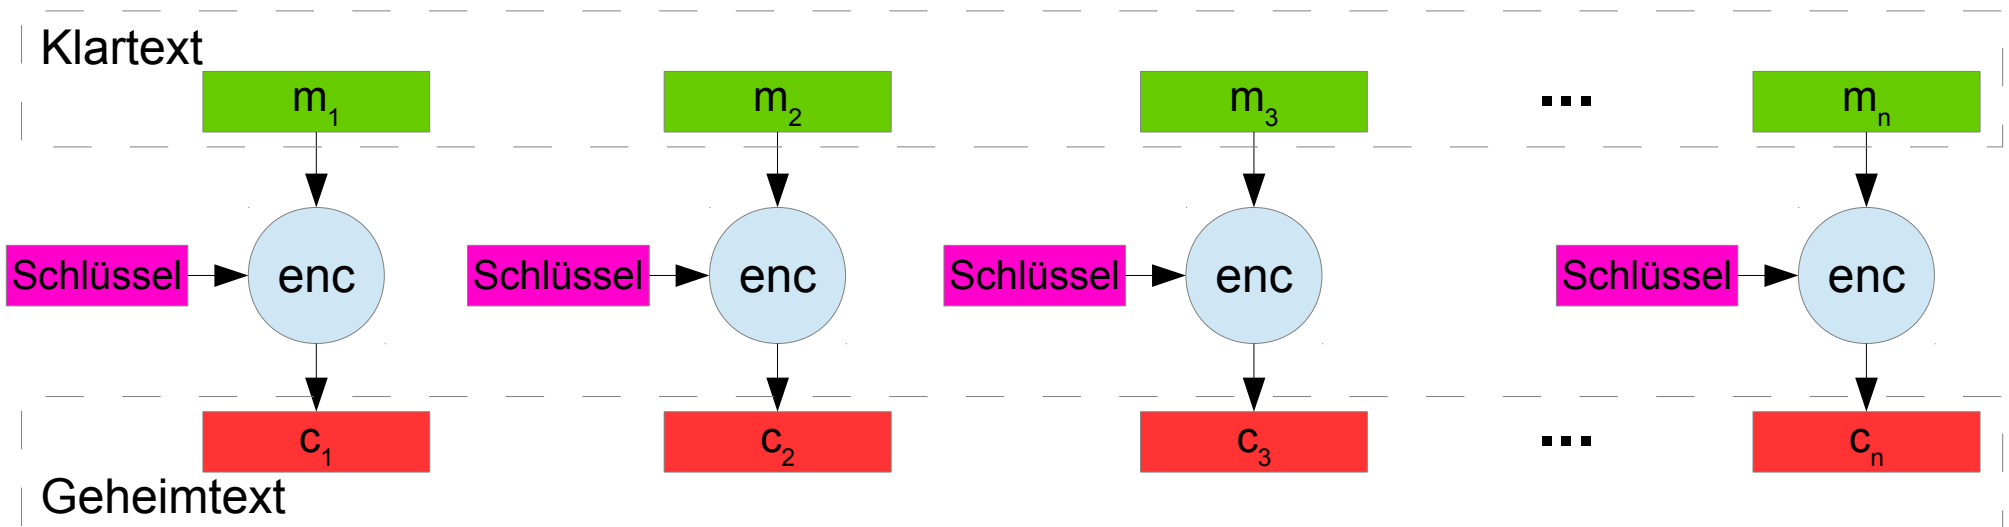 Klartext
m₁ m₂ m₃ ... mₙ
Schlüssel enc Schlüssel enc Schlüssel enc Schlüssel enc
c₁ c₂ c₃ ... cₙ
Geheimtext